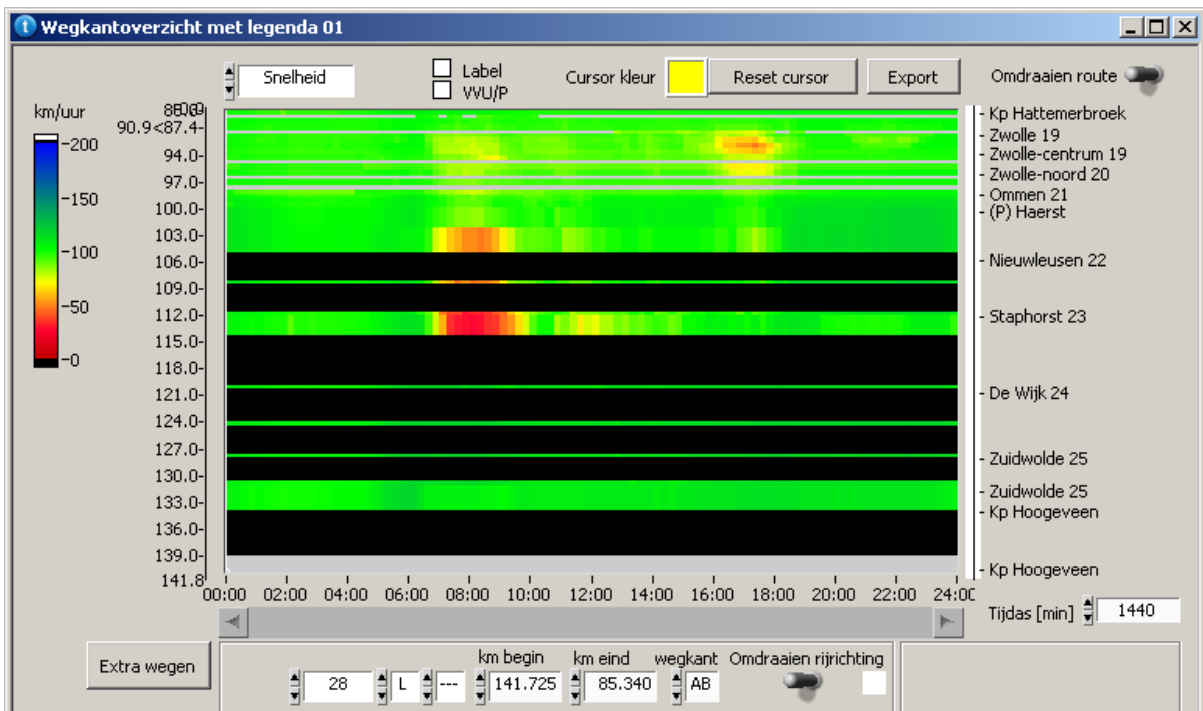 Wegkantoverzicht met legenda 01
Snelheid
Label
VVU/P
Cursor kleur
Reset cursor
Export
Omdraaien route
km/uur
200
150
100
50
0
90.9<87.4-
94.0-
97.0-
100.0-
103.0-
106.0-
109.0-
112.0-
115.0-
118.0-
121.0-
124.0-
127.0-
130.0-
133.0-
136.0-
139.0-
141.8
Kp Hattemerbroek
Zwolle 19
Zwolle-centrum 19
Zwolle-noord 20
Ommen 21
(P) Haerst
Nieuwleusen 22
Staphorst 23
De Wijk 24
Zuidwolde 25
Zuidwolde 25
Kp Hoogeveen
Kp Hoogeveen
00:00 02:00 04:00 06:00 08:00 10:00 12:00 14:00 16:00 18:00 20:00 22:00 24:0
Tijdas [min] 1440
Extra wegen
km begin km eind wegkant Omdraaien rijrichting
28 L --- 141.725 85.340 AB